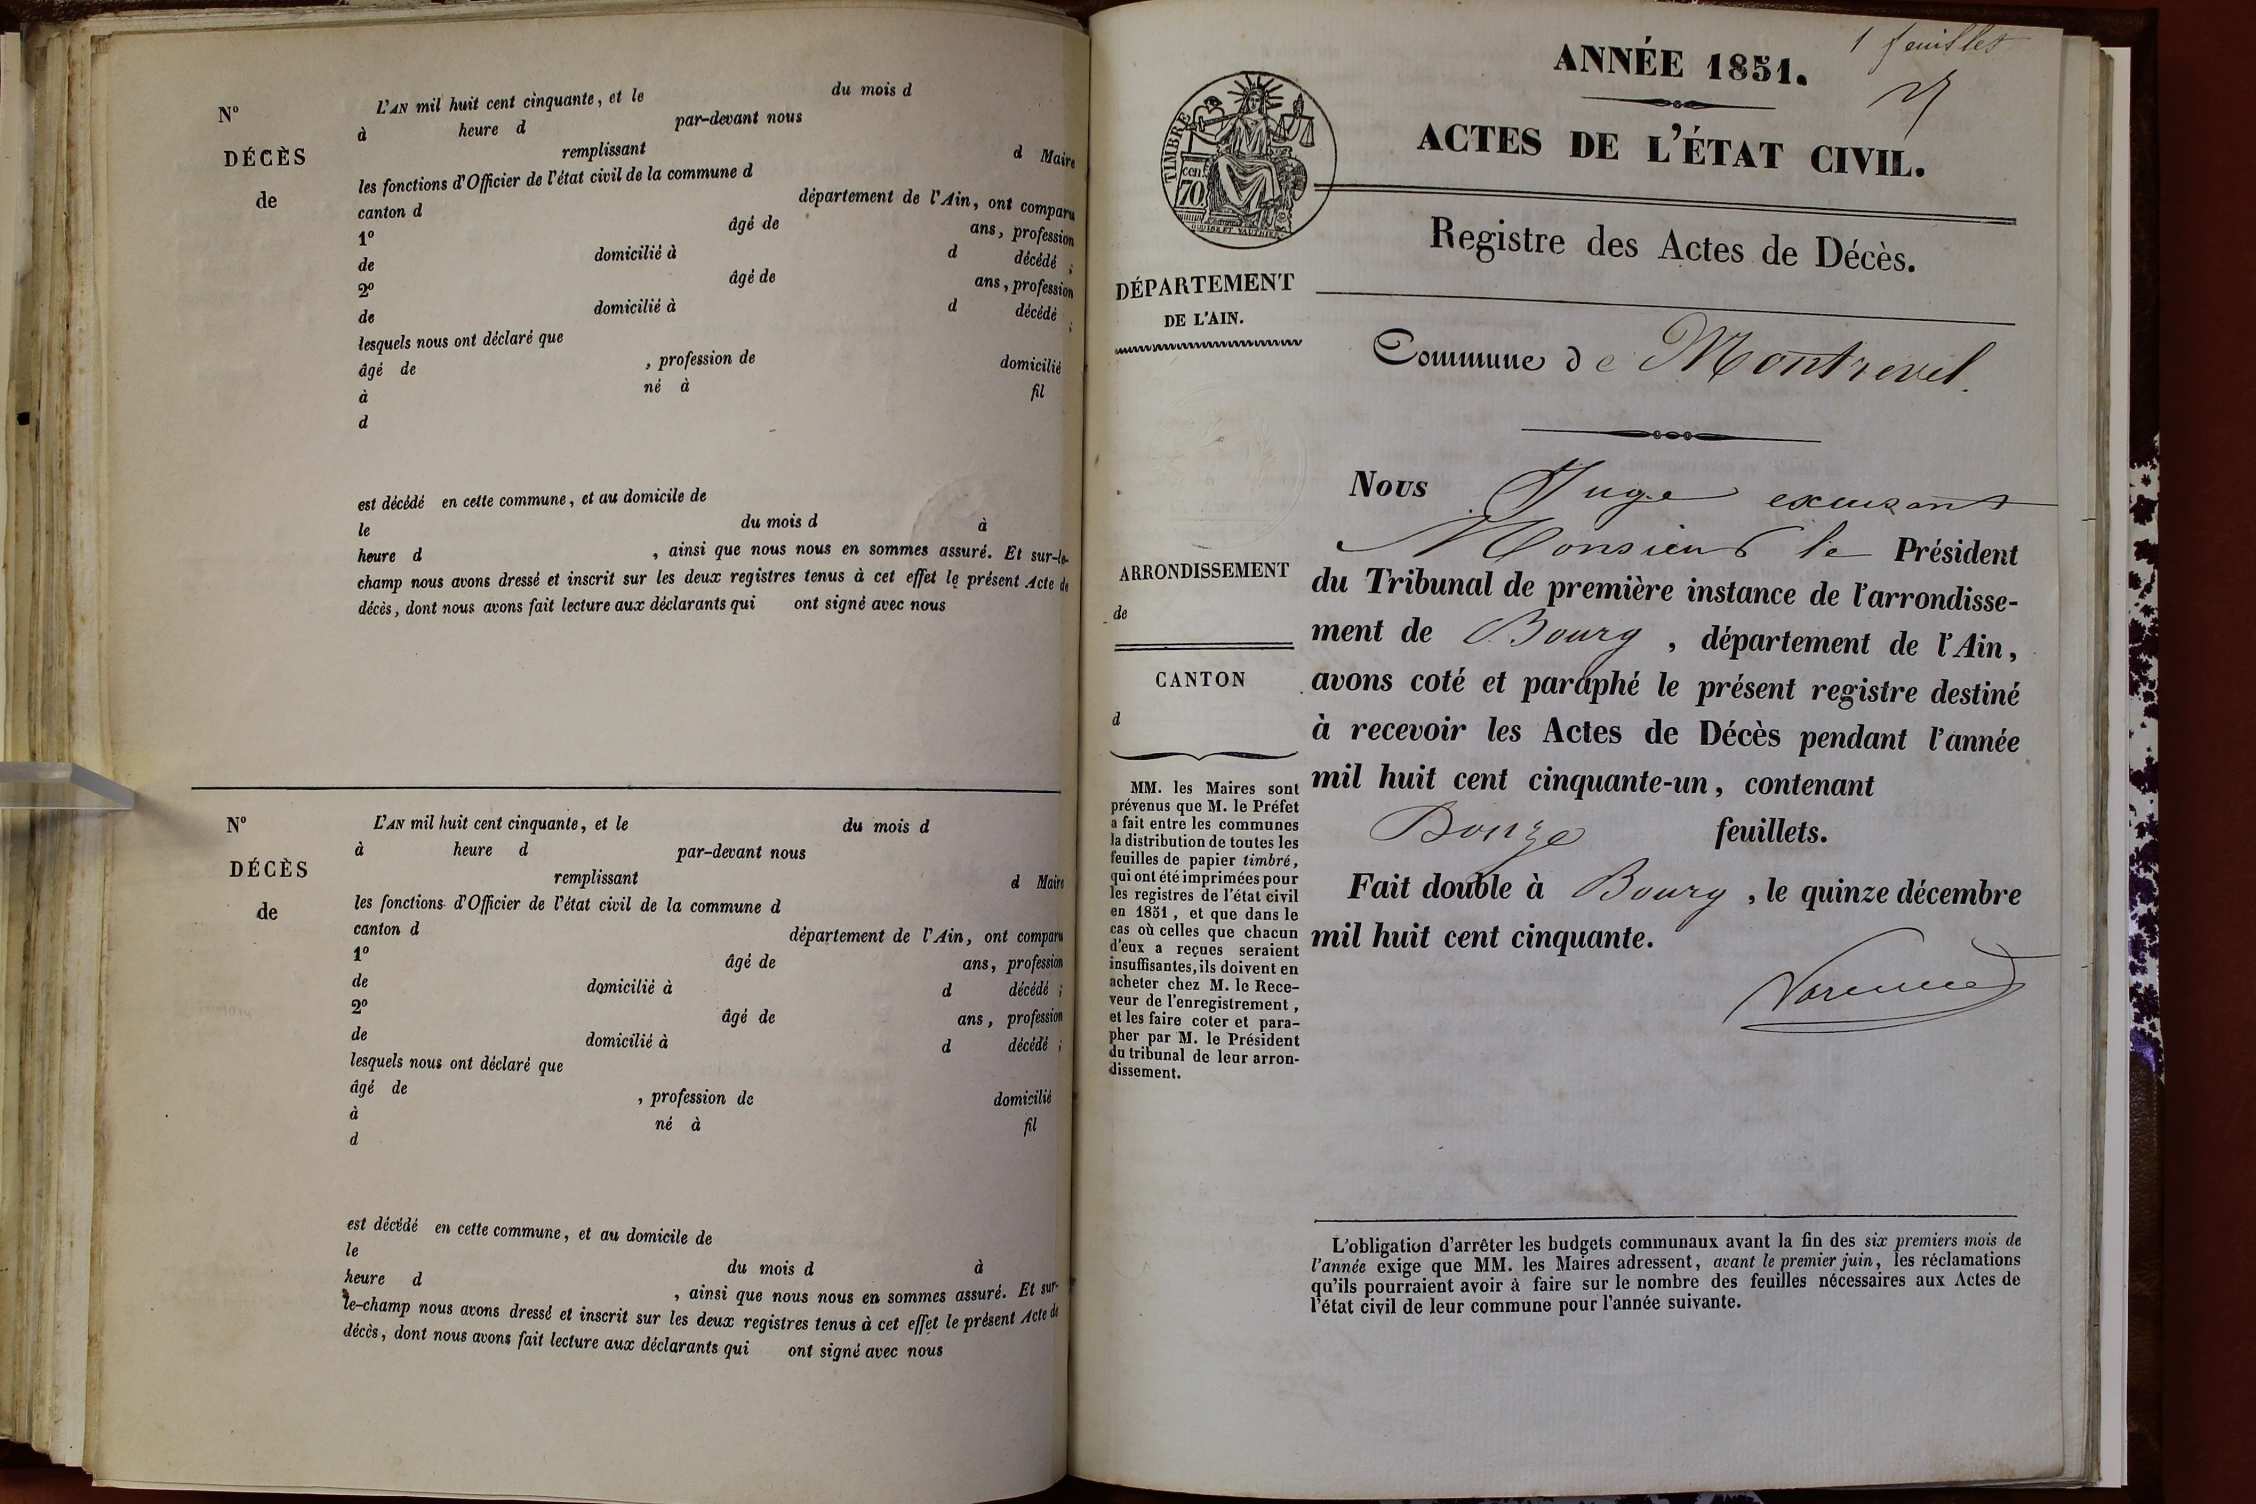 N° L'AN mil huit cent cinquante, et le du mois d
à heure d par-devant nous
DÉCÈS remplissant d Maire
de les fonctions d'Officier de l'état civil de la commune d
canton d département de l'Ain, ont comparu
1° âgé de ans, profession
de domicilié à d décédé ;
2° âgé de ans, profession
de domicilié à d décédé ;
lesquels nous ont déclaré que
âgé de , profession de domicilié
à né à fil
d
est décédé en cette commune, et au domicile de
le du mois d à
heure d , ainsi que nous nous en sommes assuré. Et sur-le-
champ nous avons dressé et inscrit sur les deux registres tenus à cet effet le présent Acte de
décès, dont nous avons fait lecture aux déclarants qui ont signé avec nous
N° L'AN mil huit cent cinquante, et le du mois d
à heure d par-devant nous
DÉCÈS remplissant d Maire
de les fonctions d'Officier de l'état civil de la commune d
canton d département de l'Ain, ont comparu
1° âgé de ans, profession
de domicilié à d décédé ;
2° âgé de ans, profession
de domicilié à d décédé ;
lesquels nous ont déclaré que
âgé de , profession de domicilié
à né à fil
d
est décédé en cette commune, et au domicile de
le du mois d à
heure d , ainsi que nous nous en sommes assuré. Et sur-
le-champ nous avons dressé et inscrit sur les deux registres tenus à cet effet le présent Acte de
décès, dont nous avons fait lecture aux déclarants qui ont signé avec nous
1 feuillet
ANNÉE 1851.
ACTES DE L'ÉTAT CIVIL.
Registre des Actes de Décès.
TIMBRE
70 cen.
DÉPARTEMENT
DE L'AIN.
Commune de Montrevel.
ARRONDISSEMENT
de
CANTON
d
MM. les Maires sont
prévenus que M. le Préfet
a fait entre les communes
la distribution de toutes les
feuilles de papier timbré,
qui ont été imprimées pour
les registres de l'état civil
en 1851, et que dans le
cas où celles que chacun
d'eux a reçues seraient
insuffisantes, ils doivent en
acheter chez M. le Rece-
veur de l'enregistrement,
et les faire coter et para-
pher par M. le Président
du tribunal de leur arron-
dissement.
Nous Juge excusant
Monsieur le Président
du Tribunal de première instance de l'arrondisse-
ment de Bourg, département de l'Ain,
avons coté et paraphé le présent registre destiné
à recevoir les Actes de Décès pendant l'année
mil huit cent cinquante-un, contenant
Bonze feuillets.
Fait double à Bourg, le quinze décembre
mil huit cent cinquante.
L'obligation d'arrêter les budgets communaux avant la fin des six premiers mois de
l'année exige que MM. les Maires adressent, avant le premier juin, les réclamations
qu'ils pourraient avoir à faire sur le nombre des feuilles nécessaires aux Actes de
l'état civil de leur commune pour l'année suivante.